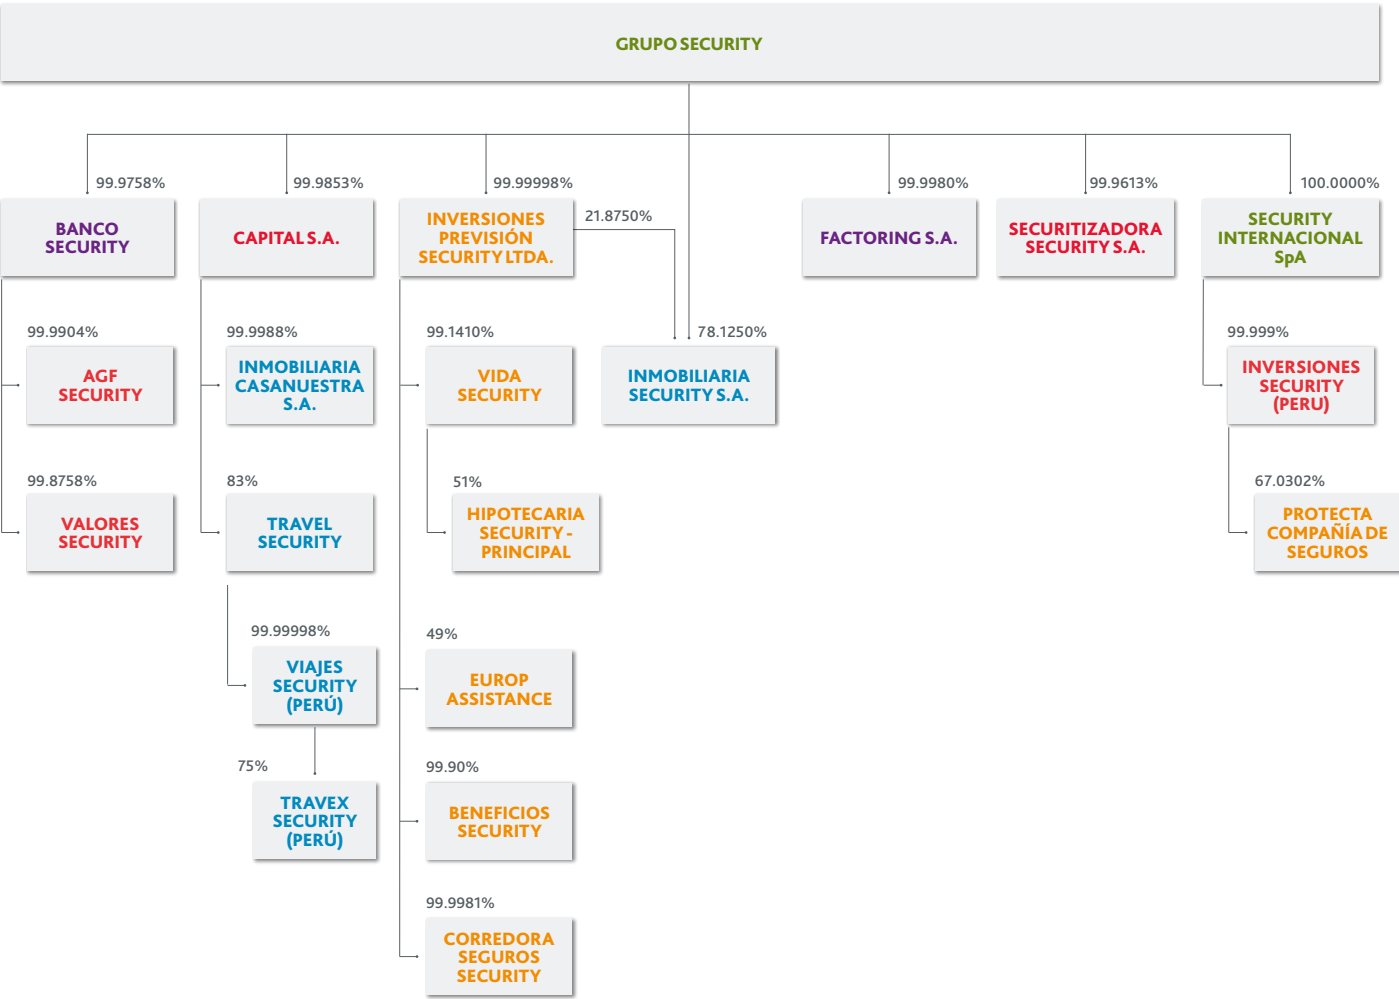 GRUPO SECURITY
99.9758%
99.9853%
99.99998%
99.9980%
99.9613%
100.0000%
BANCO
SECURITY
CAPITAL S.A.
INVERSIONES
PREVISIÓN
SECURITY LTDA.
21.8750%
FACTORING S.A.
SECURITIZADORA
SECURITY S.A.
SECURITY
INTERNACIONAL
SpA
99.9904%
99.9988%
99.1410%
78.1250%
99.999%
AGF
SECURITY
INMOBILIARIA
CASANUESTRA
S.A.
VIDA
SECURITY
INMOBILIARIA
SECURITY S.A.
INVERSIONES
SECURITY
(PERU)
99.8758%
83%
51%
67.0302%
VALORES
SECURITY
TRAVEL
SECURITY
HIPOTECARIA
SECURITY -
PRINCIPAL
PROTECTA
COMPAÑÍA DE
SEGUROS
99.99998%
49%
VIAJES
SECURITY
(PERÚ)
EUROP
ASSISTANCE
75%
99.90%
TRAVEX
SECURITY
(PERÚ)
BENEFICIOS
SECURITY
99.9981%
CORREDORA
SEGUROS
SECURITY